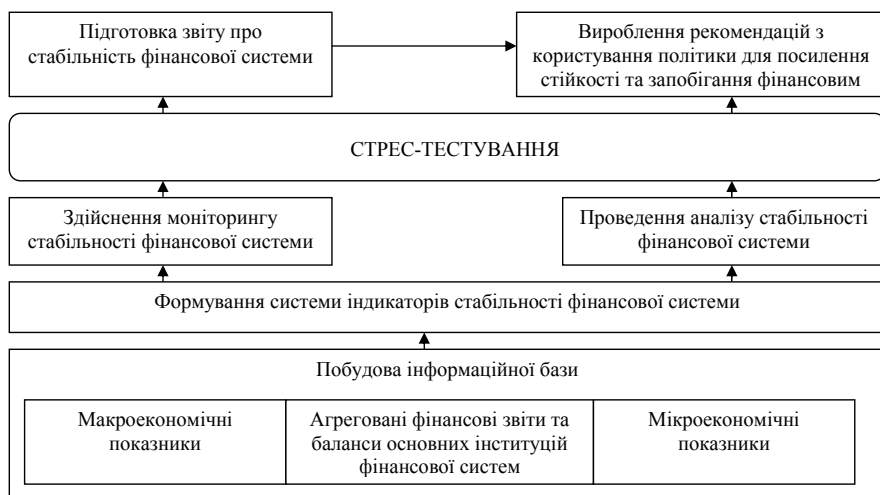 Підготовка звіту про
стабільність фінансової системи
Вироблення рекомендацій з
користування політики для посилення
стійкості та запобігання фінансовим
СТРЕС-ТЕСТУВАННЯ
Здійснення моніторингу
стабільності фінансової системи
Проведення аналізу стабільності
фінансової системи
Формування системи індикаторів стабільності фінансової системи
Побудова інформаційної бази
Макроекономічні
показники
Агреговані фінансові звіти та
баланси основних інституцій
фінансової систем
Мікроекономічні
показники